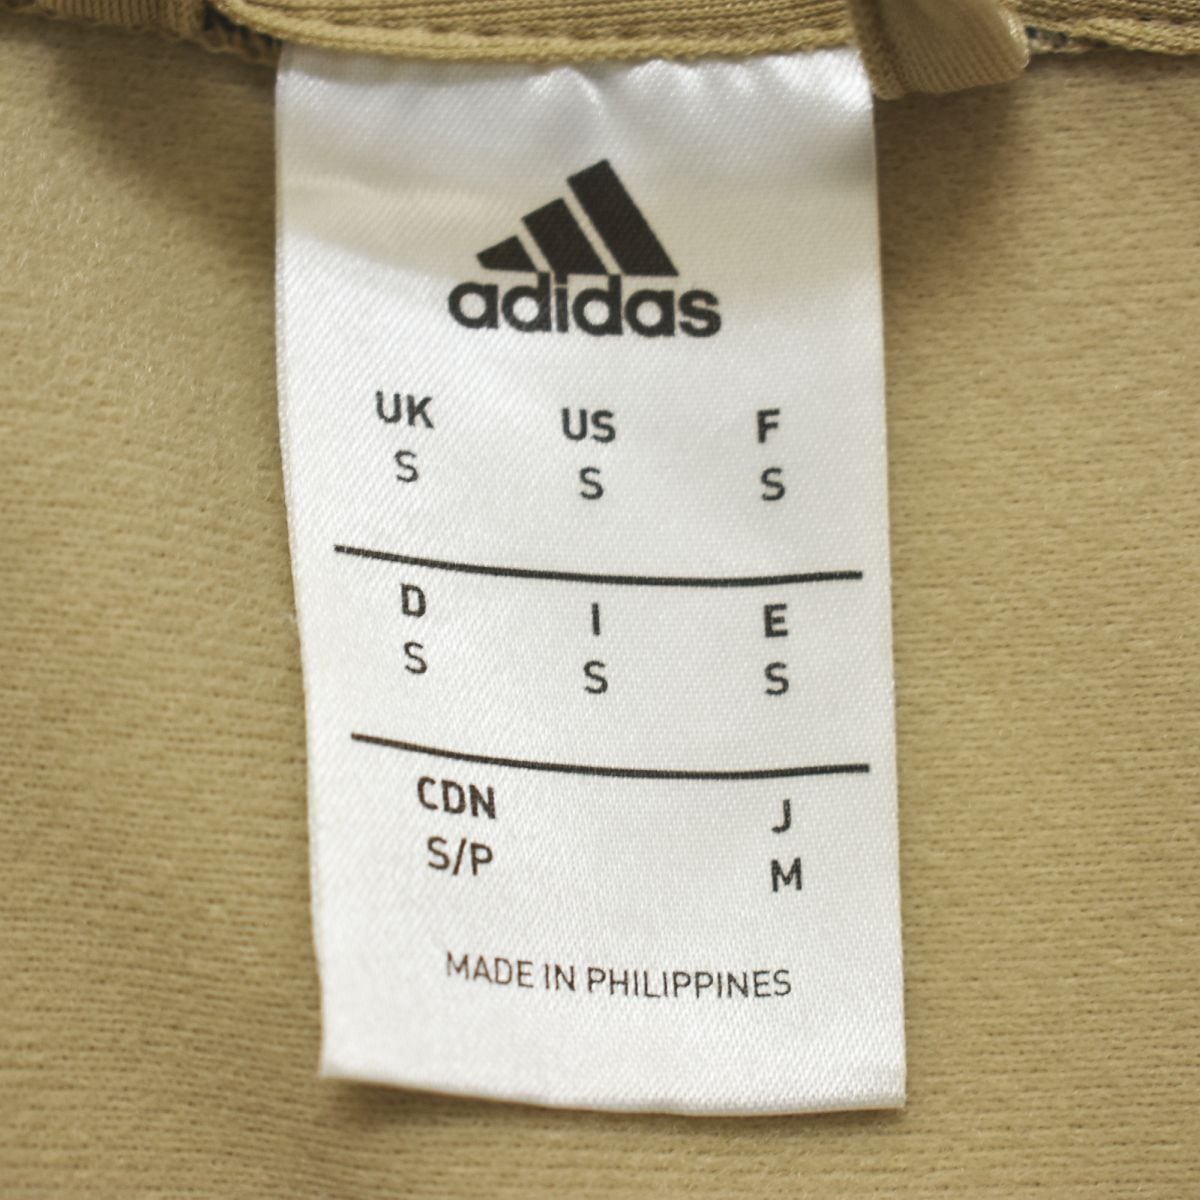 adidas
UK US F
S S S
D I E
S S S
CDN J
S/P M
MADE IN PHILIPPINES